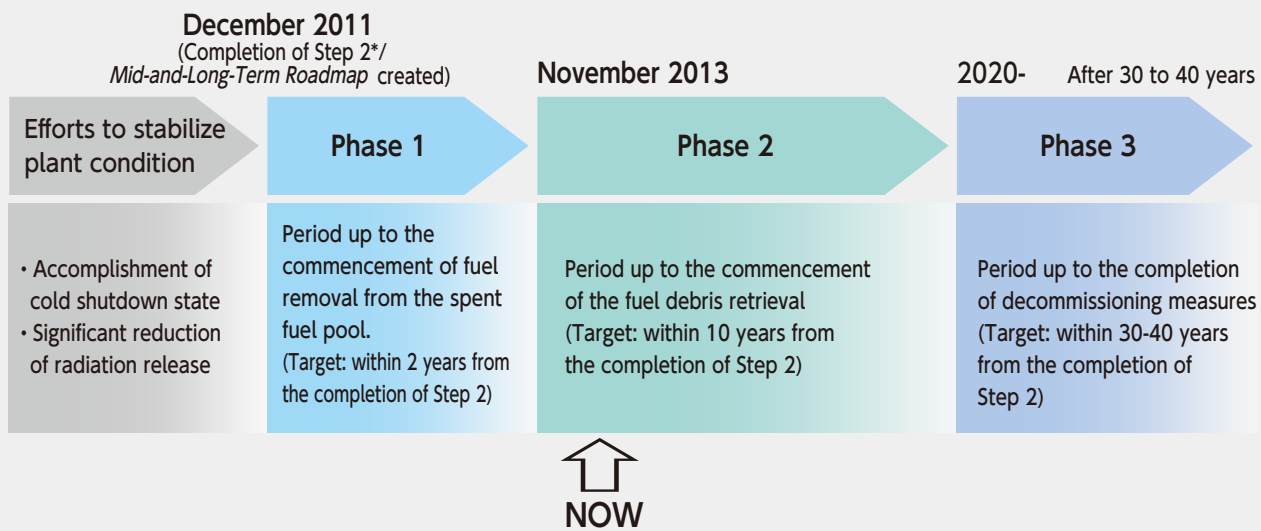 December 2011
(Completion of Step 2*/
Mid-and-Long-Term Roadmap created)
November 2013
2020-
After 30 to 40 years
Efforts to stabilize
plant condition
Phase 1
Phase 2
Phase 3
・Accomplishment of
cold shutdown state
・Significant reduction
of radiation release
Period up to the
commencement of fuel
removal from the spent
fuel pool.
(Target: within 2 years from
the completion of Step 2)
Period up to the commencement
of the fuel debris retrieval
(Target: within 10 years from
the completion of Step 2)
Period up to the completion
of decommissioning measures
(Target: within 30-40 years
from the completion of
Step 2)
NOW